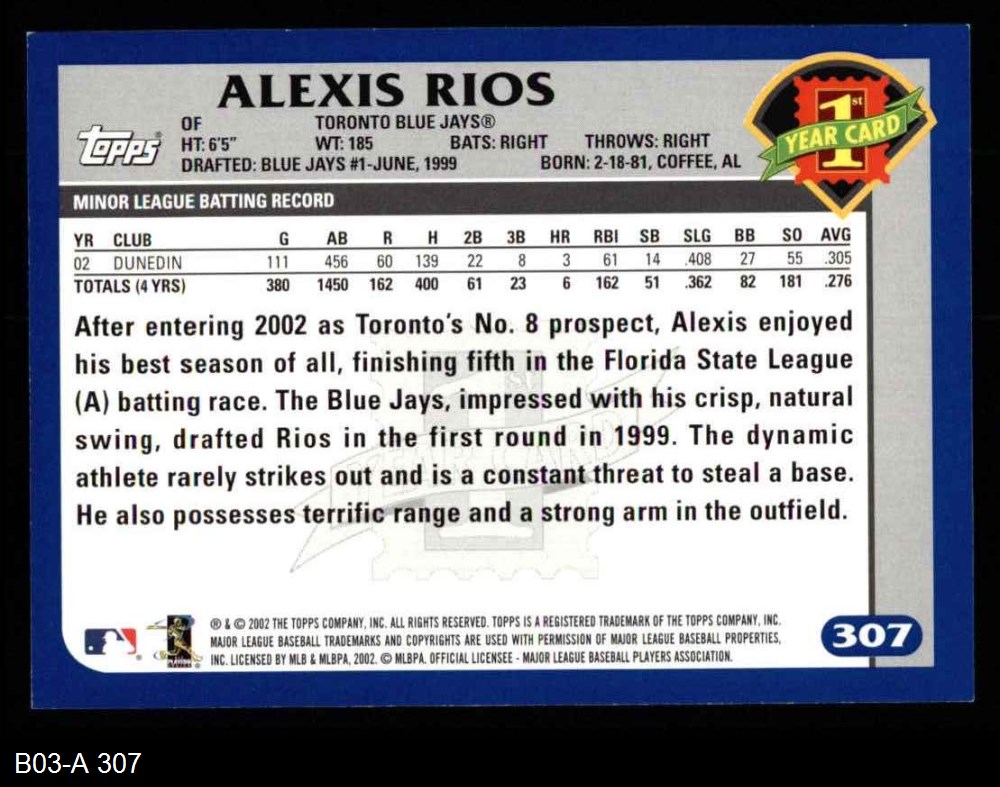 ALEXIS RIOS
1st
YEAR CARD
Topps®
OF TORONTO BLUE JAYS®
HT: 6'5" WT: 185 BATS: RIGHT THROWS: RIGHT
DRAFTED: BLUE JAYS #1-JUNE, 1999 BORN: 2-18-81, COFFEE, AL
MINOR LEAGUE BATTING RECORD
YR CLUB G AB R H 2B 3B HR RBI SB SLG BB SO AVG
02 DUNEDIN 111 456 60 139 22 8 3 61 14 .408 27 55 .305
TOTALS (4 YRS) 380 1450 162 400 61 23 6 162 51 .362 82 181 .276
After entering 2002 as Toronto's No. 8 prospect, Alexis enjoyed
his best season of all, finishing fifth in the Florida State League
(A) batting race. The Blue Jays, impressed with his crisp, natural
swing, drafted Rios in the first round in 1999. The dynamic
athlete rarely strikes out and is a constant threat to steal a base.
He also possesses terrific range and a strong arm in the outfield.
® & © 2002 THE TOPPS COMPANY, INC. ALL RIGHTS RESERVED. TOPPS IS A REGISTERED TRADEMARK OF THE TOPPS COMPANY, INC.
MAJOR LEAGUE BASEBALL TRADEMARKS AND COPYRIGHTS ARE USED WITH PERMISSION OF MAJOR LEAGUE BASEBALL PROPERTIES,
INC. LICENSED BY MLB & MLBPA, 2002. © MLBPA. OFFICIAL LICENSEE - MAJOR LEAGUE BASEBALL PLAYERS ASSOCIATION.
307
B03-A 307